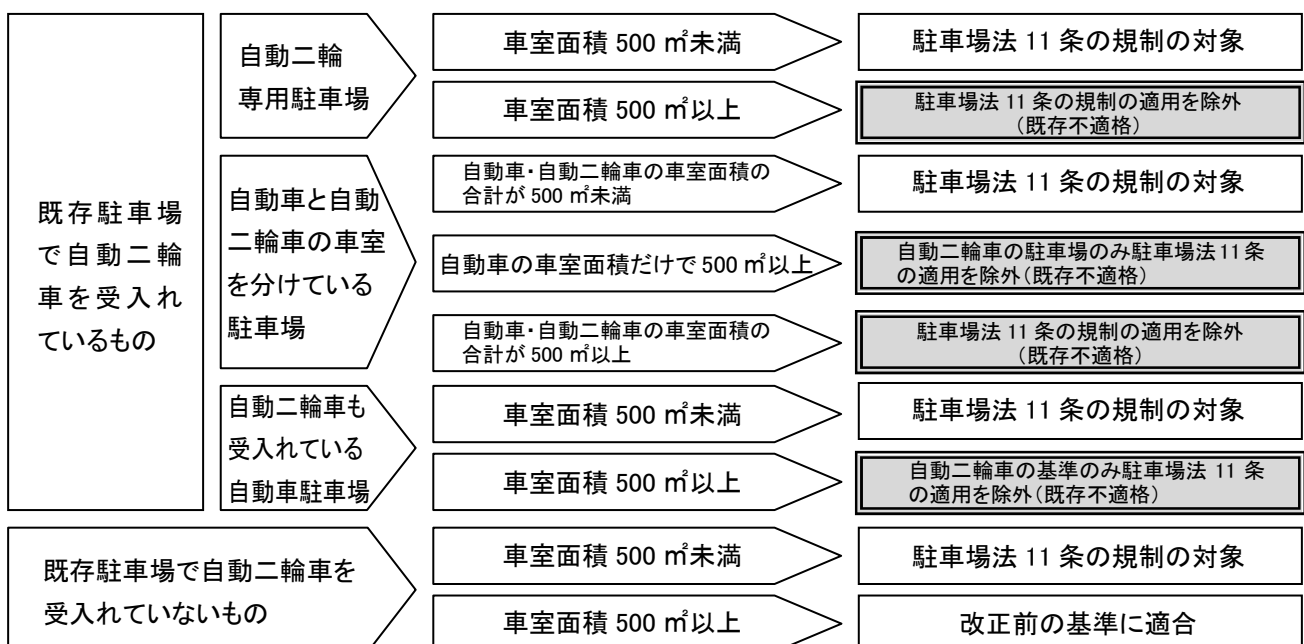 既存駐車場
で自動二輪
車を受入れ
ているもの
自動二輪
専用駐車場
車室面積 500 ㎡未満
駐車場法 11 条の規制の対象
車室面積 500 ㎡以上
駐車場法 11 条の規制の適用を除外
(既存不適格)
自動車と自動
二輪車の車室
を分けている
駐車場
自動車・自動二輪車の車室面積の
合計が 500 ㎡未満
駐車場法 11 条の規制の対象
自動車の車室面積だけで 500 ㎡以上
自動二輪車の駐車場のみ駐車場法 11 条
の適用を除外(既存不適格)
自動車・自動二輪車の車室面積の
合計が 500 ㎡以上
駐車場法 11 条の規制の適用を除外
(既存不適格)
自動二輪車も
受入れている
自動車駐車場
車室面積 500 ㎡未満
駐車場法 11 条の規制の対象
車室面積 500 ㎡以上
自動二輪車の基準のみ駐車場法 11 条
の適用を除外(既存不適格)
既存駐車場で自動二輪車を
受入れていないもの
車室面積 500 ㎡未満
駐車場法 11 条の規制の対象
車室面積 500 ㎡以上
改正前の基準に適合